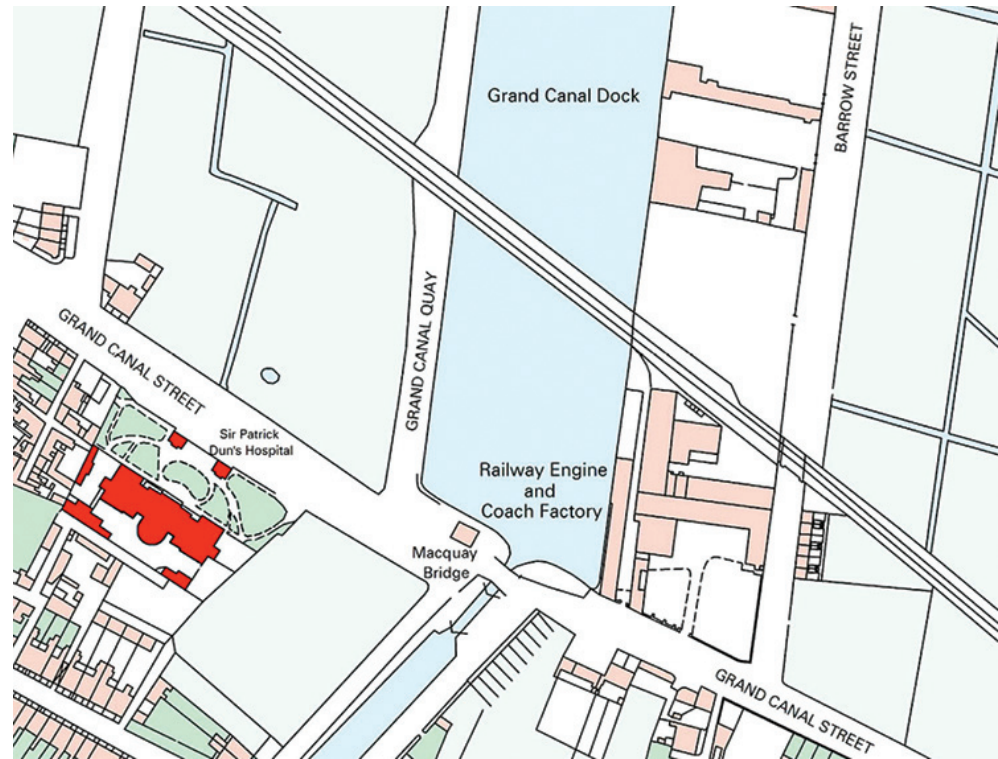 Grand Canal Dock
BARROW STREET
GRAND CANAL QUAY
GRAND CANAL STREET
Sir Patrick
Dun's Hospital
Railway Engine
and
Coach Factory
Macquay
Bridge
GRAND CANAL STREET